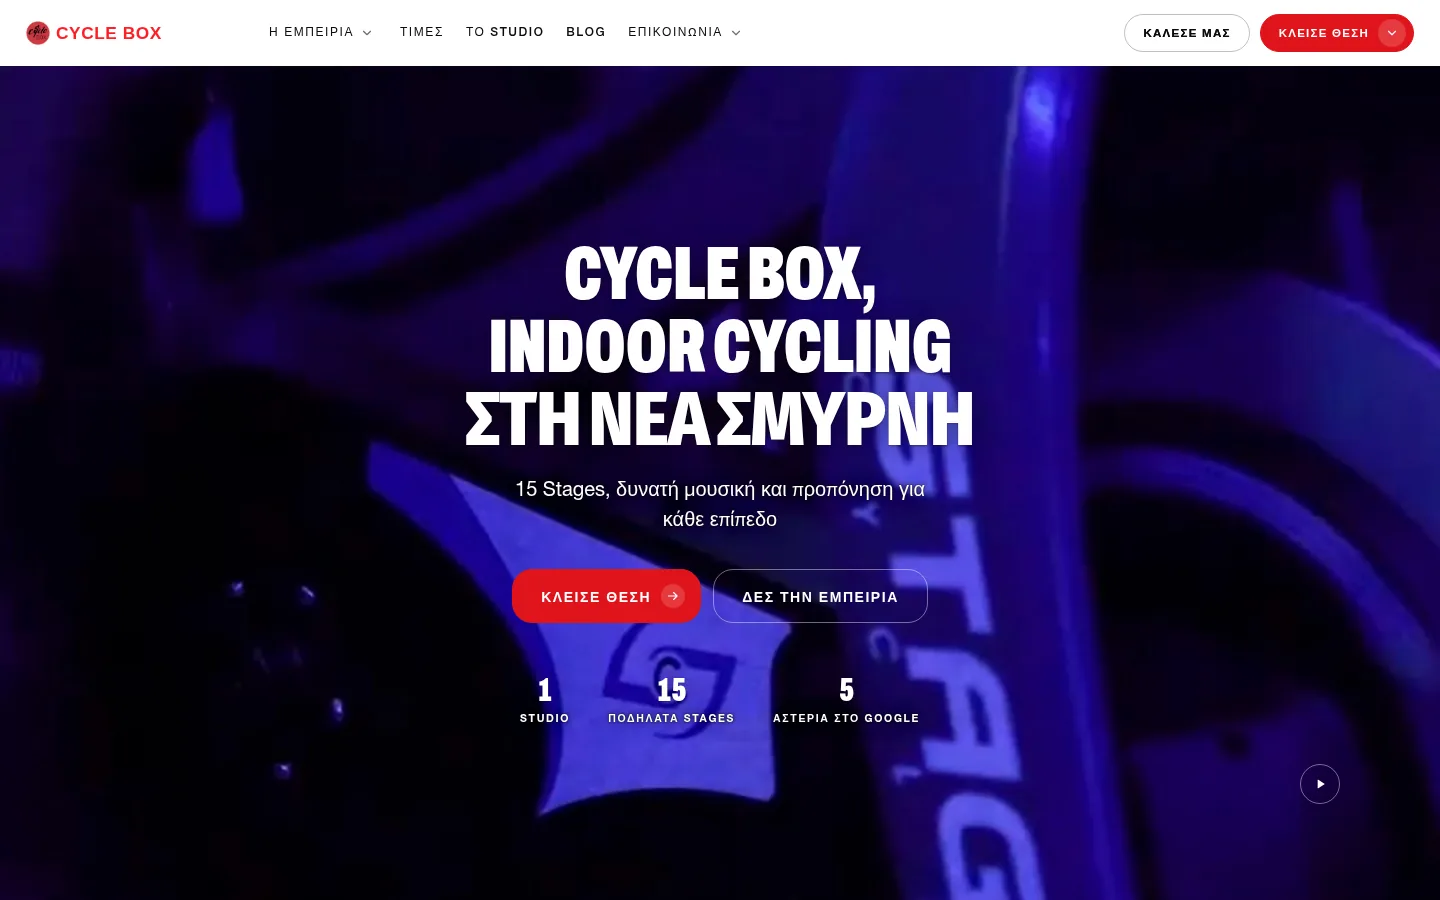 CYCLE BOX
Η ΕΜΠΕΙΡΙΑ
ΤΙΜΕΣ
ΤΟ STUDIO
BLOG
ΕΠΙΚΟΙΝΩΝΙΑ
ΚΑΛΕΣΕ ΜΑΣ
ΚΛΕΙΣΕ ΘΕΣΗ
CYCLE BOX,
INDOOR CYCLING
ΣΤΗ ΝΕΑ ΣΜΥΡΝΗ
15 Stages, δυνατή μουσική και προπόνηση για
κάθε επίπεδο
ΚΛΕΙΣΕ ΘΕΣΗ
ΔΕΣ ΤΗΝ ΕΜΠΕΙΡΙΑ
1
STUDIO
15
ΠΟΔΗΛΑΤΑ STAGES
5
ΑΣΤΕΡΙΑ ΣΤΟ GOOGLE
STAG